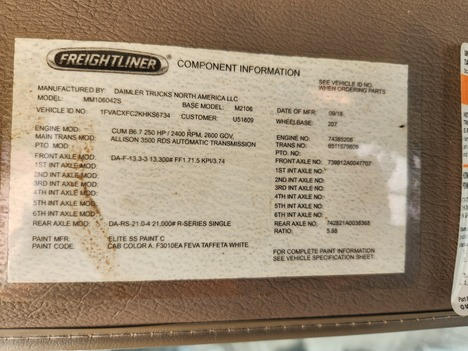 FREIGHTLINER
COMPONENT INFORMATION
SEE VEHICLE ID NO.
WHEN ORDERING PARTS
MANUFACTURED BY: DAIMLER TRUCKS NORTH AMERICA LLC
MODEL: MM106042S BASE MODEL: M2106 DATE OF MFR: 09/18
VEHICLE ID NO: 1FVACXFC2KHKS6734 CUSTOMER: U51609 WHEELBASE: 207
ENGINE MOD: CUM B6.7 250 HP / 2400 RPM, 2600 GOV, ENGINE NO: 74385208
MAIN TRANS MOD: ALLISON 3500 RDS AUTOMATIC TRANSMISSION TRANS NO:
PTO MOD: PTO NO:
FRONT AXLE MOD: DA-F-13.3-3 13,300# FF1 71.5 KPI/3.74 FRONT AXLE NO:
1ST INT AXLE MOD: 1ST INT AXLE NO:
2ND INT AXLE MOD: 2ND INT AXLE NO:
3RD INT AXLE MOD: 3RD INT AXLE NO:
4TH INT AXLE MOD: 4TH INT AXLE NO:
5TH INT AXLE MOD: 5TH INT AXLE NO:
6TH INT AXLE MOD: 6TH INT AXLE NO:
REAR AXLE MOD: DA-RS-21.0-4 21,000# R-SERIES SINGLE REAR AXLE NO:
RATIO: 5.88
PAINT MFR: ELITE SS PAINT C
PAINT CODE: CAB COLOR A: F3010EA FEVA TAFFETA WHITE
FOR COMPLETE PAINT INFORMATION
SEE VEHICLE SPECIFICATION SHEET.